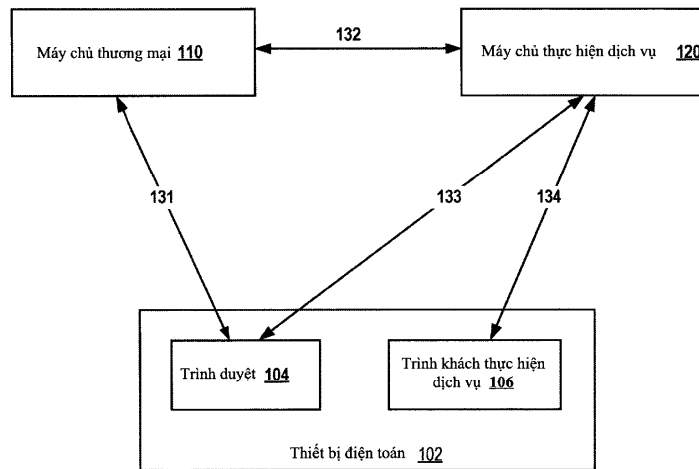 Máy chủ thương mại 110
132
Máy chủ thực hiện dịch vụ 120
131
133
134
Trình duyệt 104
Trình khách thực hiện
dịch vụ 106
Thiết bị điện toán 102